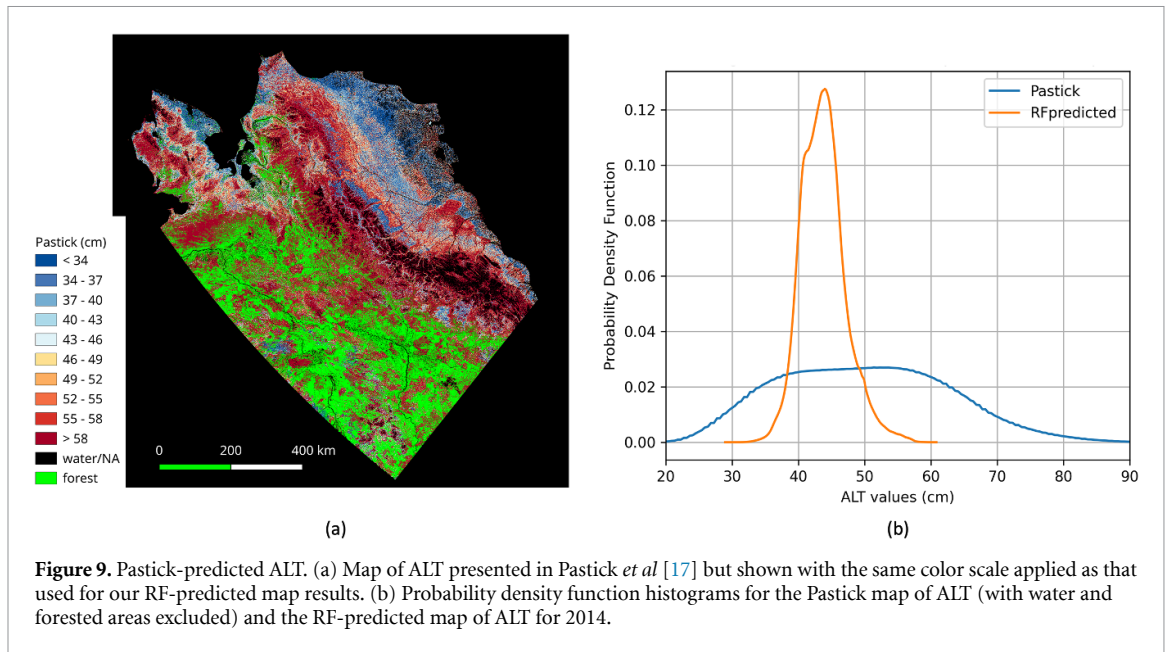 Pastick (cm)
< 34
34 - 37
37 - 40
40 - 43
43 - 46
46 - 49
49 - 52
52 - 55
55 - 58
> 58
water/NA
forest
0 200 400 km
(a)
Probability Density Function
0.12
0.10
0.08
0.06
0.04
0.02
0.00
Pastick
RFpredicted
20 30 40 50 60 70 80 90
ALT values (cm)
(b)
Figure 9. Pastick-predicted ALT. (a) Map of ALT presented in Pastick et al [17] but shown with the same color scale applied as that
used for our RF-predicted map results. (b) Probability density function histograms for the Pastick map of ALT (with water and
forested areas excluded) and the RF-predicted map of ALT for 2014.